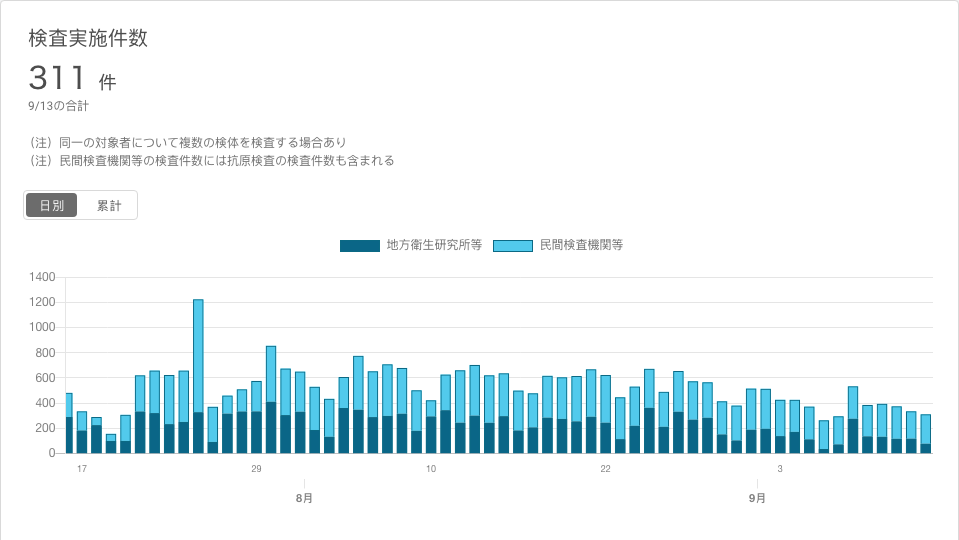 検査実施件数
311 件
9/13の合計
（注）同一の対象者について複数の検体を検査する場合あり
（注）民間検査機関等の検査件数には抗原検査の検査件数も含まれる
日別 累計
地方衛生研究所等 民間検査機関等
1400
1200
1000
800
600
400
200
0
17 29 10 22 3
8月 9月